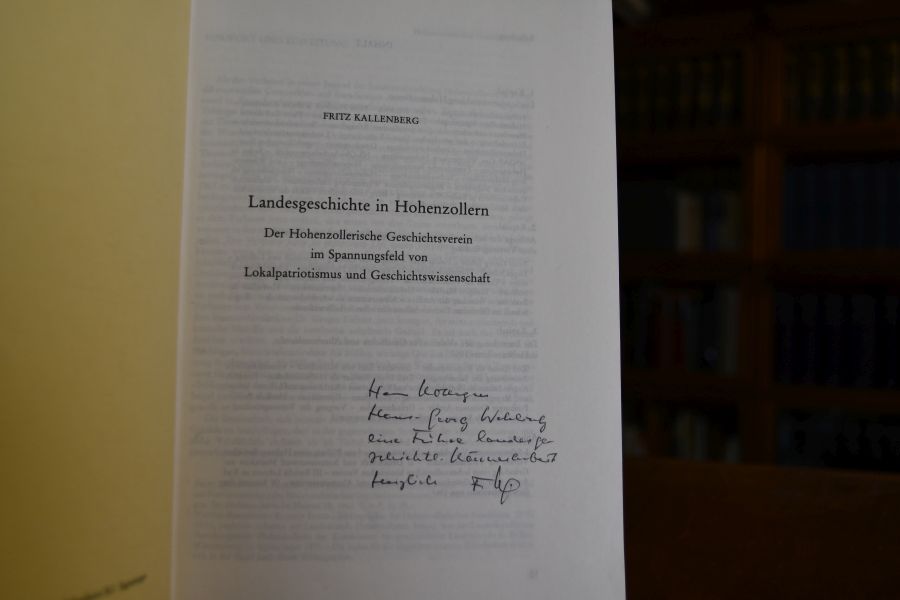 FRITZ KALLENBERG
Landesgeschichte in Hohenzollern
Der Hohenzollerische Geschichtsverein
im Spannungsfeld von
Lokalpatriotismus und Geschichtswissenschaft
Herrn Kollegen
Hans-Georg Wehling
eine frühe landesge-
schichtl. Kärrnerarbeit
herzlich